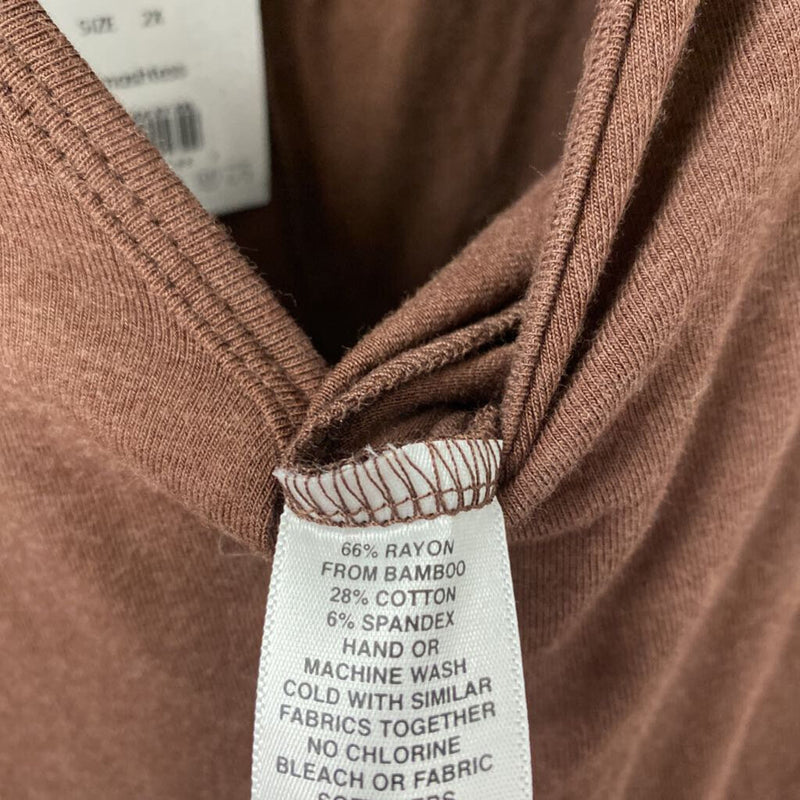 SIZE 2X
66% RAYON
FROM BAMBOO
28% COTTON
6% SPANDEX
HAND OR
MACHINE WASH
COLD WITH SIMILAR
FABRICS TOGETHER
NO CHLORINE
BLEACH OR FABRIC